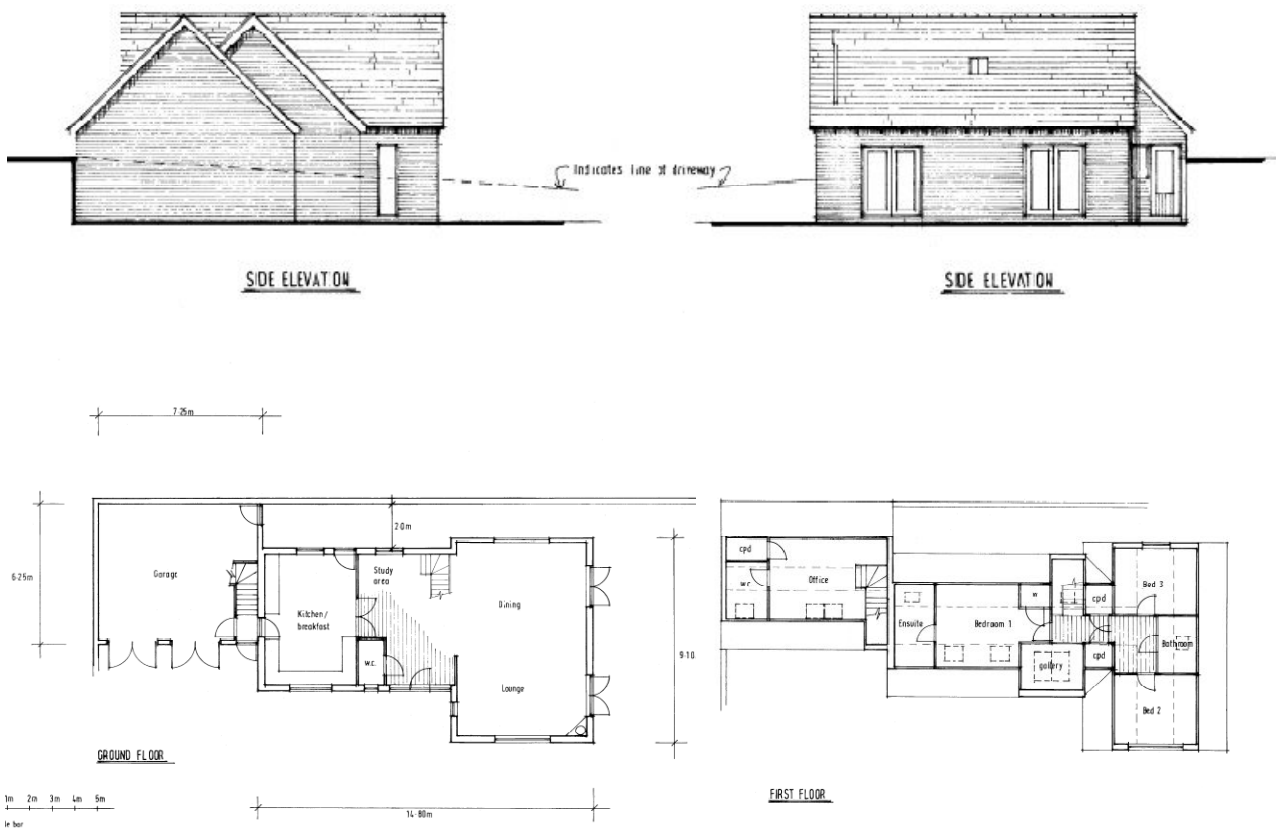 Indicates line of driveway
SIDE ELEVATION
SIDE ELEVATION
7·25m
2·0m
6·25m
Garage
Study
area
Kitchen/
breakfast
w.c.
Dining
Lounge
9·10
GROUND FLOOR
1m 2m 3m 4m 5m
le bar
14·80m
cpd
Office
Ensuite
Bedroom 1
w
cpd
Bed 3
gallery
cpd
Bathroom
Bed 2
FIRST FLOOR